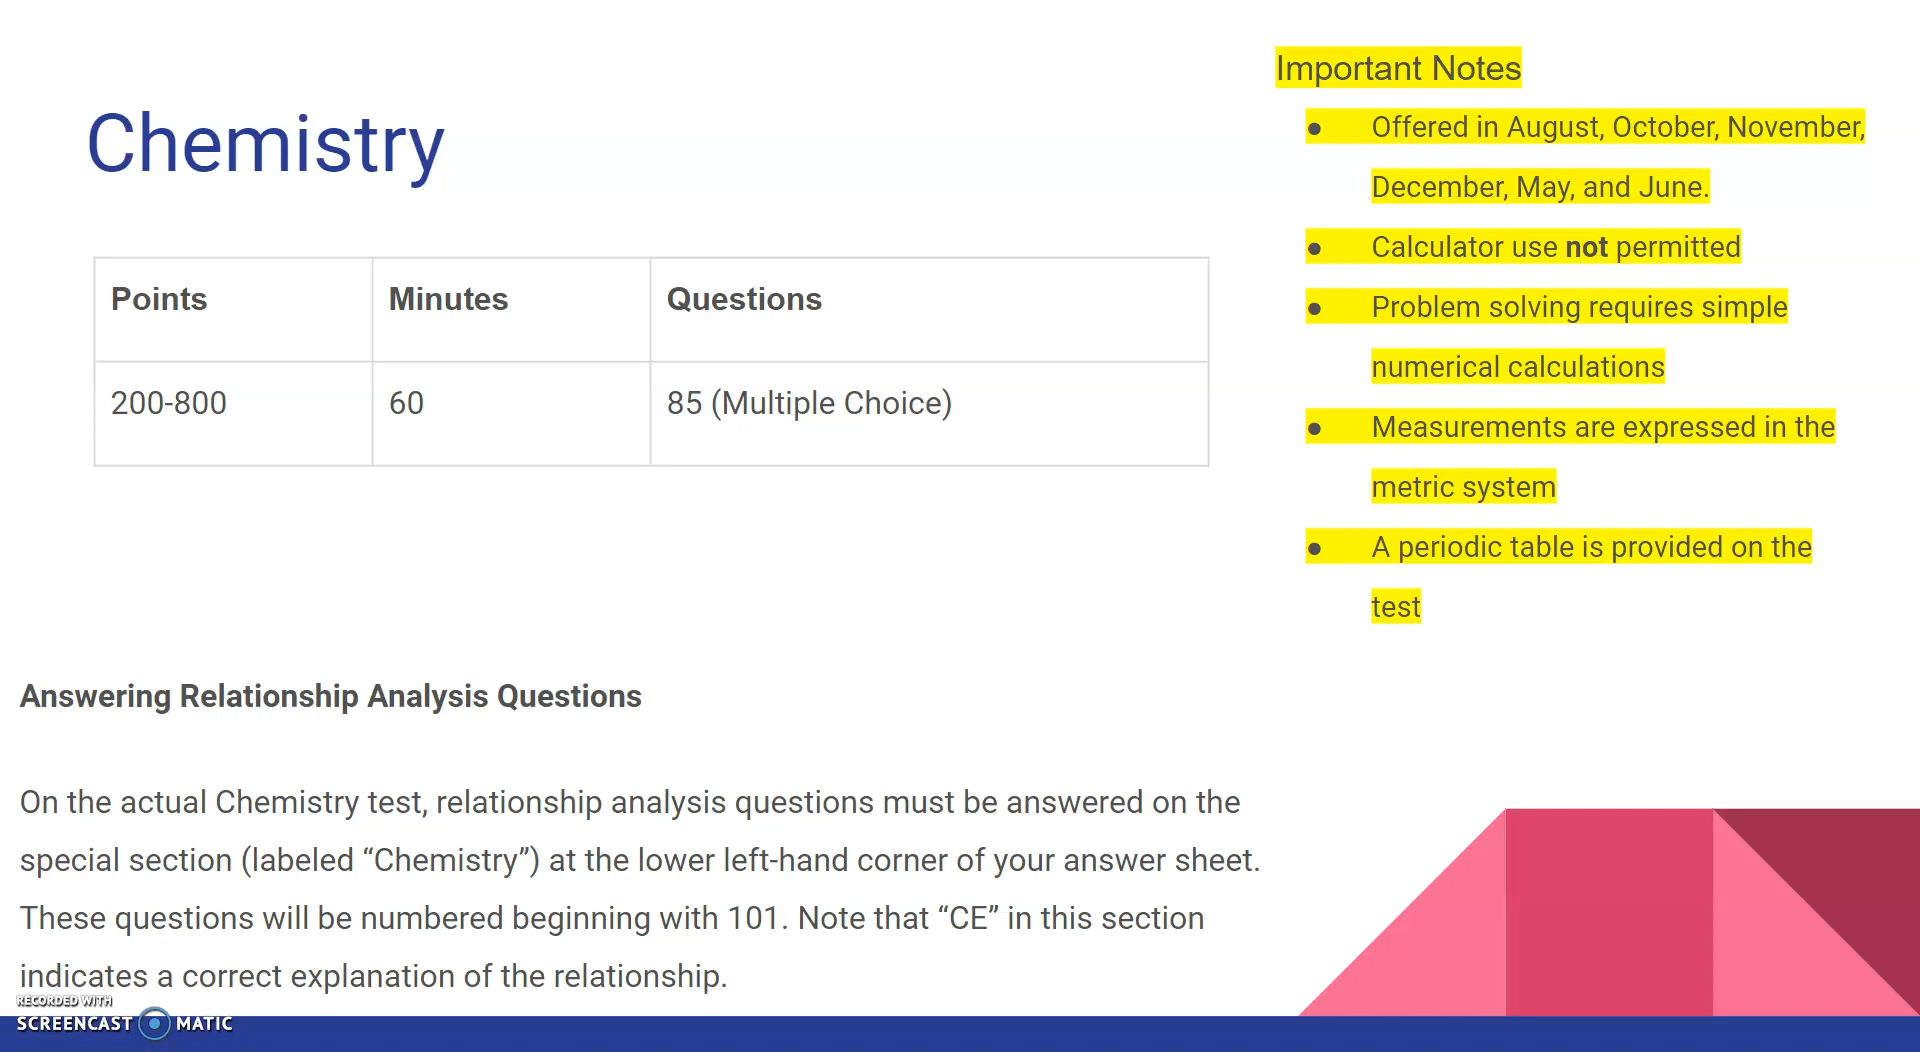 Chemistry
Points Minutes Questions
200-800 60 85 (Multiple Choice)
Important Notes
● Offered in August, October, November,
December, May, and June.
● Calculator use not permitted
● Problem solving requires simple
numerical calculations
● Measurements are expressed in the
metric system
● A periodic table is provided on the
test
Answering Relationship Analysis Questions
On the actual Chemistry test, relationship analysis questions must be answered on the
special section (labeled “Chemistry”) at the lower left-hand corner of your answer sheet.
These questions will be numbered beginning with 101. Note that “CE” in this section
indicates a correct explanation of the relationship.
RECORDED WITH
SCREENCAST MATIC